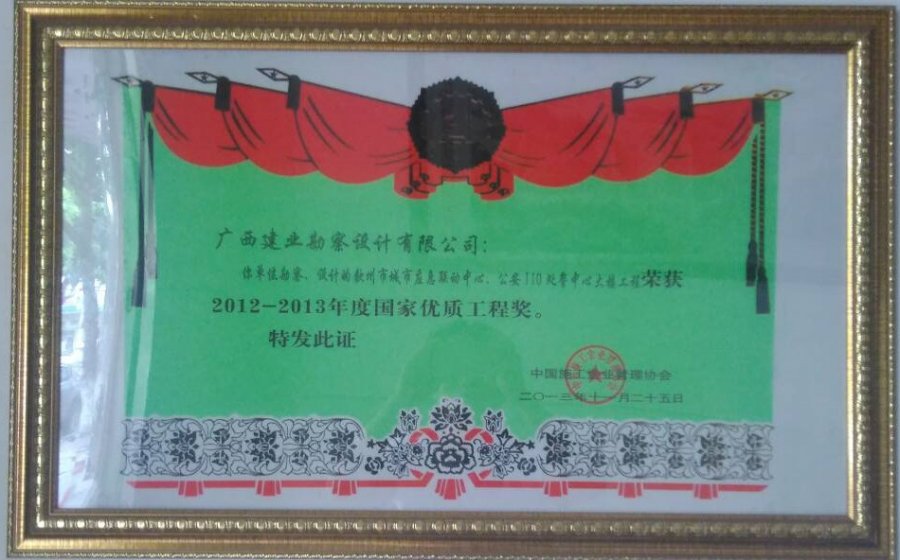 广西建业勘察设计有限公司：
你单位勘察、设计的钦州市城市应急联动中心、公安110处警中心大楼工程荣获
2012-2013年度国家优质工程奖。
特发此证
中国施工企业管理协会
二〇一三年十一月二十五日